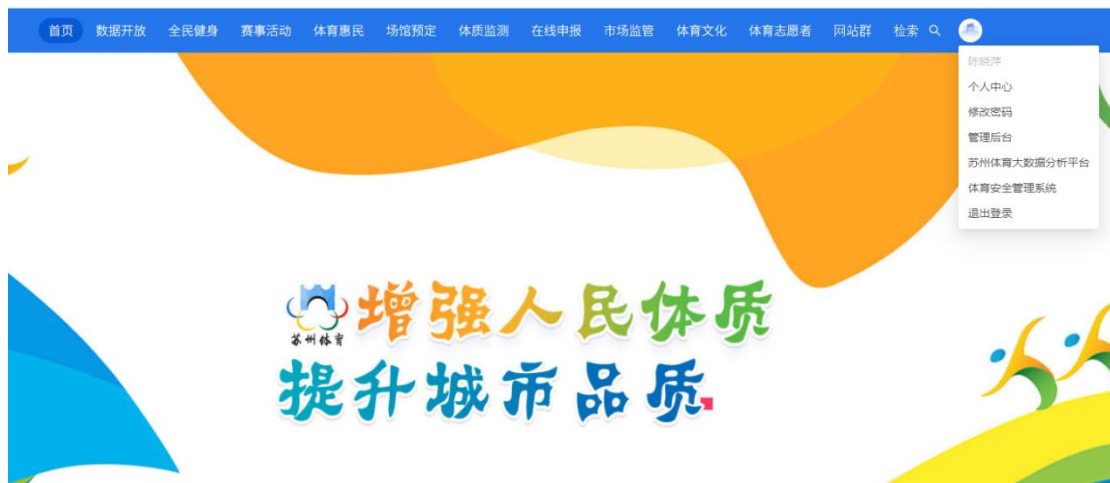 首页 数据开放 全民健身 赛事活动 体育惠民 场馆预定 体质监测 在线申报 市场监管 体育文化 体育志愿者 网站群 检索
陈晓萍
个人中心
修改密码
管理后台
苏州体育大数据分析平台
体育安全管理系统
退出登录
苏州体育
增强人民体质
提升城市品质